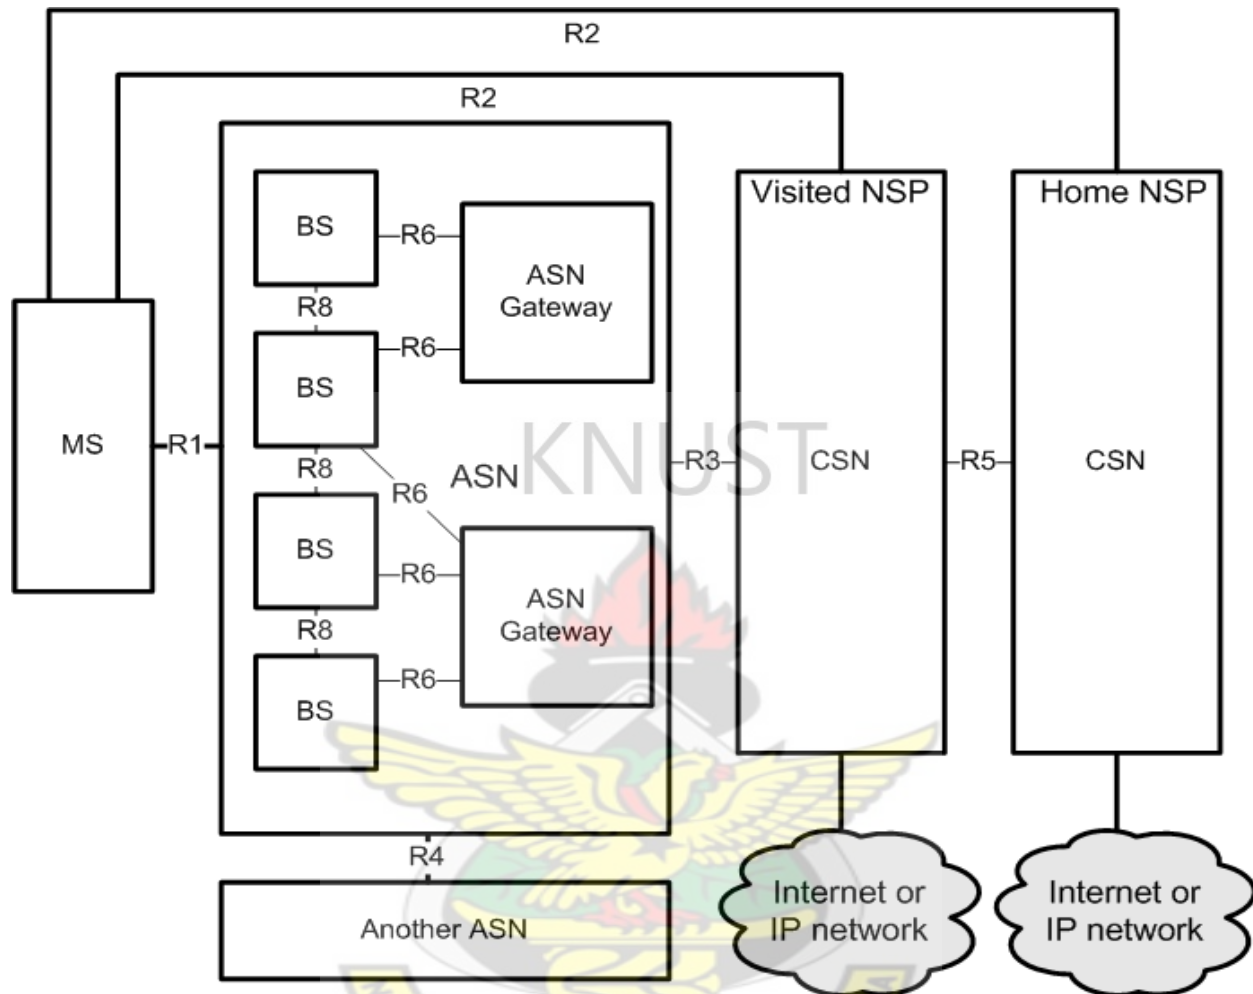 R2
R2
Visited NSP
Home NSP
BS
R6
ASN
Gateway
R8
R6
BS
MS
R1
KNUST
R3
CSN
R5
CSN
R8
R6
ASN
BS
R6
ASN
Gateway
R8
R6
BS
R4
Another ASN
Internet or
IP network
Internet or
IP network